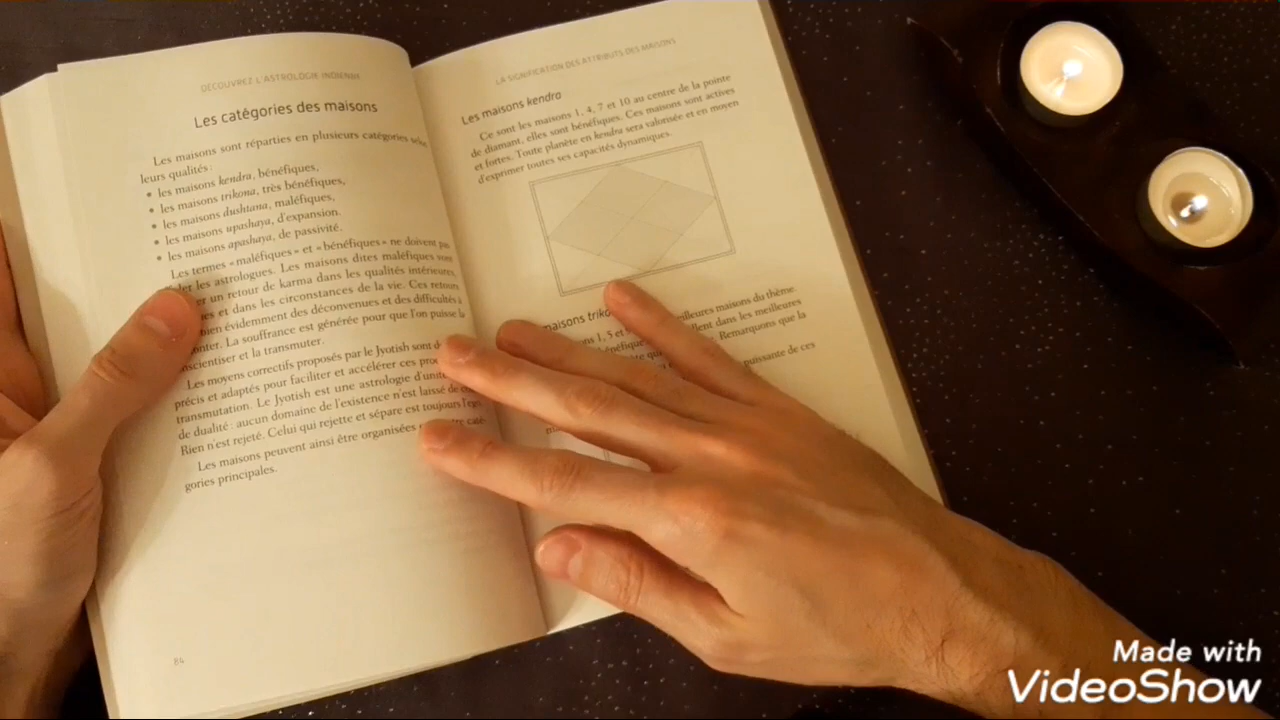 DÉCOUVREZ L'ASTROLOGIE INDIENNE
Les catégories des maisons
Les maisons sont réparties en plusieurs catégories
leurs qualités :
• les maisons kendra, bénéfiques,
• les maisons trikona, très bénéfiques,
• les maisons dushtana, maléfiques,
• les maisons upashaya, d'expansion.
• les maisons apashaya, de passivité.
Les termes « maléfiques » et « bénéfiques » ne doivent pas
les astrologues. Les maisons dites maléfiques
un retour de karma dans les qualités intérieures,
et dans les circonstances de la vie. Ces
bien évidemment des déconvenues et des difficultés à
La souffrance est générée pour que l'on puisse la
et la transmuter.
Les moyens correctifs proposés par le Jyotish sont
précis et adaptés pour faciliter et accélérer ces
transmutation. Le Jyotish est une astrologie
de dualité : aucun domaine de l'existence n'est laissé de
Rien n'est rejeté. Celui qui rejette et sépare est toujours
Les maisons peuvent ainsi être organisées
gories principales.
84
LA SIGNIFICATION DES ATTRIBUTS DES MAISONS
Les maisons kendra
Ce sont les maisons 1, 4, 7 et 10 au centre de la pointe
de diamant, elles sont bénéfiques. Ces maisons sont actives
et fortes. Toute planète en kendra sera valorisée et en moyen
d'exprimer toutes ses capacités dynamiques.
maisons
1, 5 et meilleures maisons du thème.
dans les meilleures
Remarquons que la
puissante de ces
Made with
VideoShow